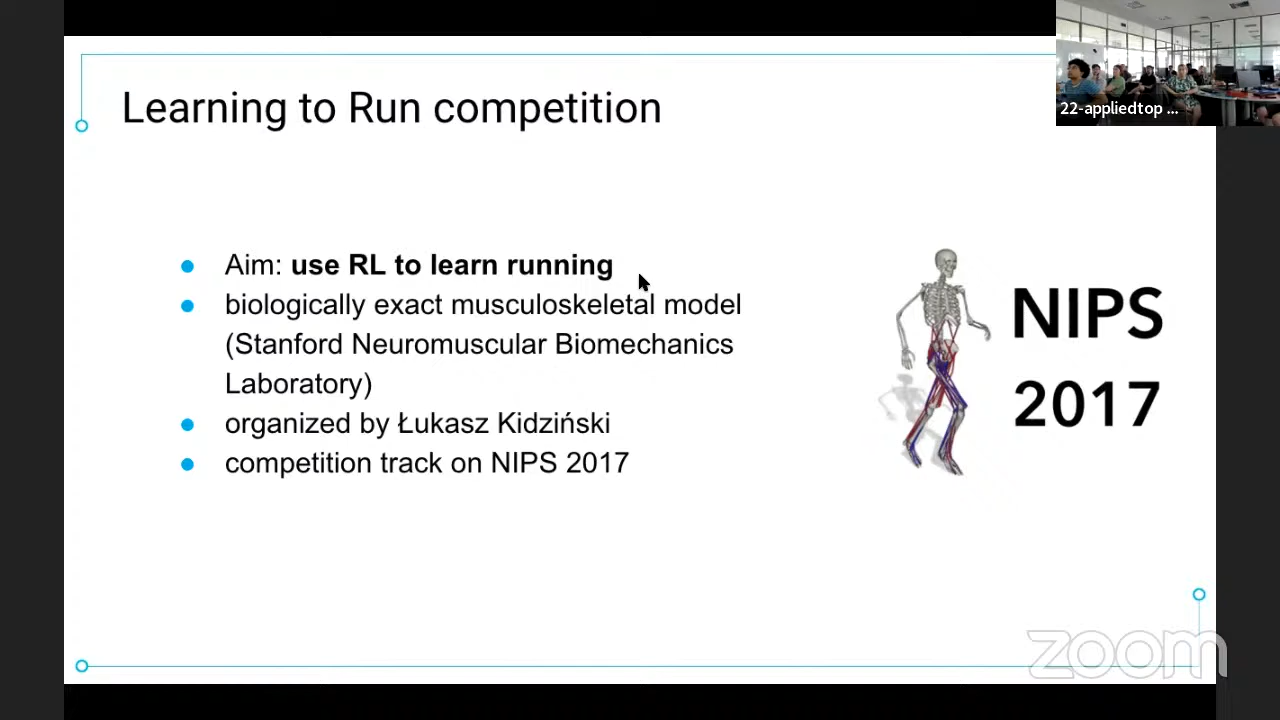 22-appliedtop ...
Learning to Run competition
Aim: use RL to learn running
biologically exact musculoskeletal model
(Stanford Neuromuscular Biomechanics
Laboratory)
organized by Łukasz Kidziński
competition track on NIPS 2017
NIPS
2017
zoom